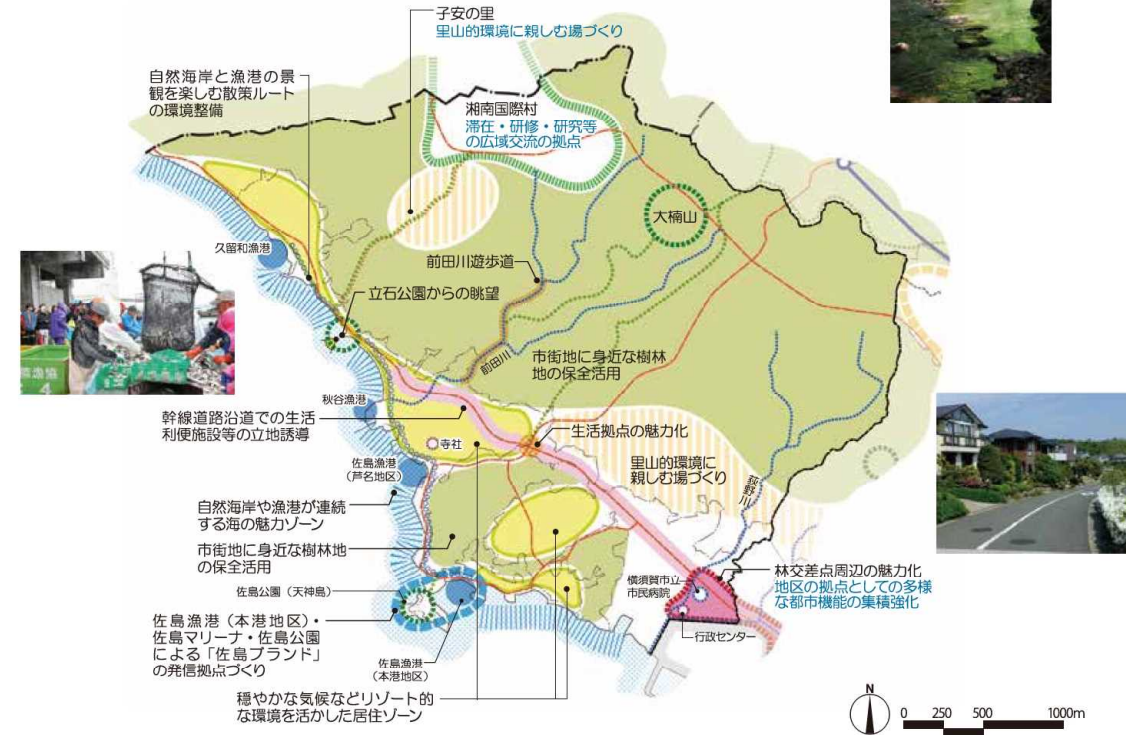 子安の里
里山的環境に親しむ場づくり
自然海岸と漁港の景
観を楽しむ散策ルート
の環境整備
湘南国際村
滞在・研修・研究等
の広域交流の拠点
大楠山
久留和漁港
前田川遊歩道
立石公園からの眺望
前田川
市街地に身近な樹林
地の保全活用
秋谷漁港
幹線道路沿道での生活
利便施設等の立地誘導
生活拠点の魅力化
寺社
佐島漁港
（芦名地区）
里山的環境に
親しむ場づくり
荻野川
自然海岸や漁港が連続
する海の魅力ゾーン
市街地に身近な樹林地
の保全活用
林交差点周辺の魅力化
地区の拠点としての多様
な都市機能の集積強化
横須賀市立
市民病院
行政センター
佐島公園（天神島）
佐島漁港（本港地区）・
佐島マリーナ・佐島公園
による「佐島ブランド」
の発信拠点づくり
佐島漁港
（本港地区）
穏やかな気候などリゾート的
な環境を活かした居住ゾーン
N
0 250 500 1000m
4